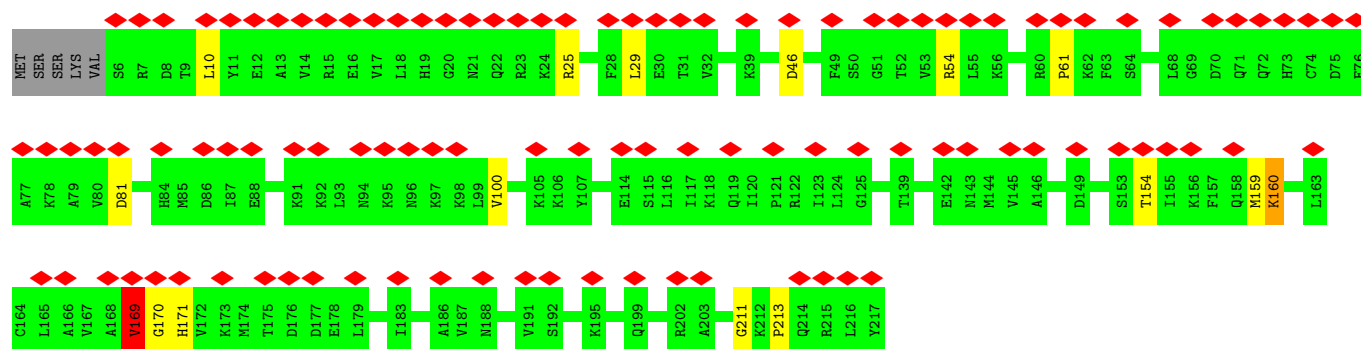 MET SER SER LYS VAL S6 R7 D8 T9 L10 Y11 E12 A13 V14 R15 E16 V17 L18 H19 G20 N21 Q22 R23 K24 R25 F28 L29 E30 T31 V32 K39 D46 F49 S50 G51 T52 V53 R54 L55 K56 R60 P61 K62 F63 S64 L68 G69 D70 Q71 Q72 H73 C74 D75 E76
A77 K78 A79 V80 D81 H84 M85 D86 I87 E88 K91 K92 L93 N94 K95 N96 K97 K98 L99 V100 K105 K106 Y107 E114 S115 L116 I117 K118 Q119 I120 P121 R122 I123 L124 G125 T139 E142 N143 M144 V145 A146 D149 S153 T154 I155 K156 F157 Q158 M159 K160 L163
C164 L165 A166 V167 A168 V169 G170 H171 V172 K173 M174 T175 D176 D177 E178 L179 I183 A186 V187 N188 V191 S192 K195 Q199 R202 A203 G211 K212 P213 Q214 R215 L216 Y217